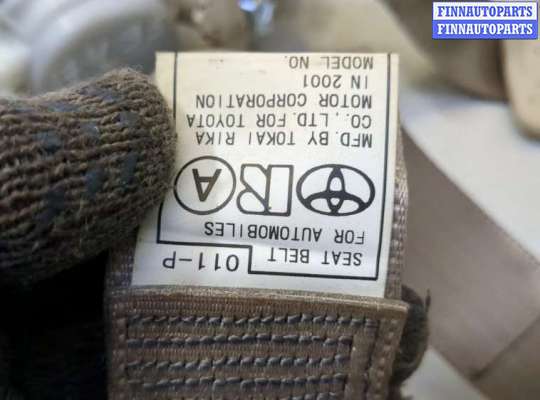 FINNAUTOPARTS
FINNAUTOPARTS
SEAT BELT 011-P
FOR AUTOMOBILES
A
MFD. BY TOKAI RIKA
CO., LTD. FOR TOYOTA
MOTOR CORPORATION
IN 2001
MODEL NO.